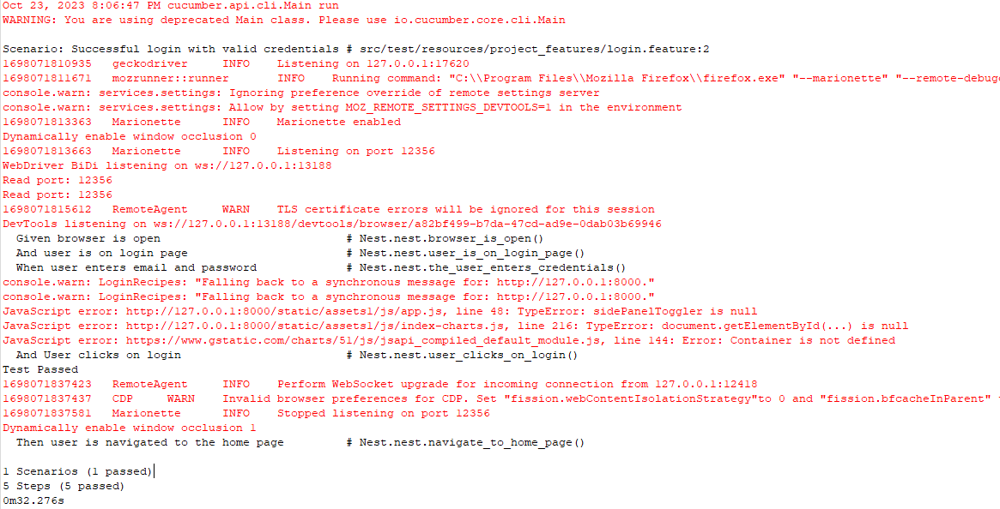 Oct 23, 2023 8:06:47 PM cucumber.api.cli.Main run
WARNING: You are using deprecated Main class. Please use io.cucumber.core.cli.Main
Scenario: Successful login with valid credentials # src/test/resources/project_features/login.feature:2
1698071810935 geckodriver INFO Listening on 127.0.0.1:17620
1698071811671 mozrunner::runner INFO Running command: "C:\\Program Files\\Mozilla Firefox\\firefox.exe" "--marionette" "--remote-debug
console.warn: services.settings: Ignoring preference override of remote settings server
console.warn: services.settings: Allow by setting MOZ_REMOTE_SETTINGS_DEVTOOLS=1 in the environment
1698071813363 Marionette INFO Marionette enabled
Dynamically enable window occlusion 0
1698071813663 Marionette INFO Listening on port 12356
WebDriver BiDi listening on ws://127.0.0.1:13188
Read port: 12356
Read port: 12356
1698071815612 RemoteAgent WARN TLS certificate errors will be ignored for this session
DevTools listening on ws://127.0.0.1:13188/devtools/browser/a82bf499-b7da-47cd-ad9e-0dab03b69946
Given browser is open # Nest.nest.browser_is_open()
And user is on login page # Nest.nest.user_is_on_login_page()
When user enters email and password # Nest.nest.the_user_enters_credentials()
console.warn: LoginRecipes: "Falling back to a synchronous message for: http://127.0.0.1:8000."
console.warn: LoginRecipes: "Falling back to a synchronous message for: http://127.0.0.1:8000."
JavaScript error: http://127.0.0.1:8000/static/assets1/js/app.js, line 48: TypeError: sidePanelToggler is null
JavaScript error: http://127.0.0.1:8000/static/assets1/js/index-charts.js, line 216: TypeError: document.getElementById(...) is null
JavaScript error: https://www.gstatic.com/charts/51/js/jsapi_compiled_default_module.js, line 144: Error: Container is not defined
And User clicks on login # Nest.nest.user_clicks_on_login()
Test Passed
1698071837423 RemoteAgent INFO Perform WebSocket upgrade for incoming connection from 127.0.0.1:12418
1698071837437 CDP WARN Invalid browser preferences for CDP. Set "fission.webContentIsolationStrategy"to 0 and "fission.bfcacheInParent"
1698071837581 Marionette INFO Stopped listening on port 12356
Dynamically enable window occlusion 1
Then user is navigated to the home page # Nest.nest.navigate_to_home_page()
1 Scenarios (1 passed)
5 Steps (5 passed)
0m32.276s